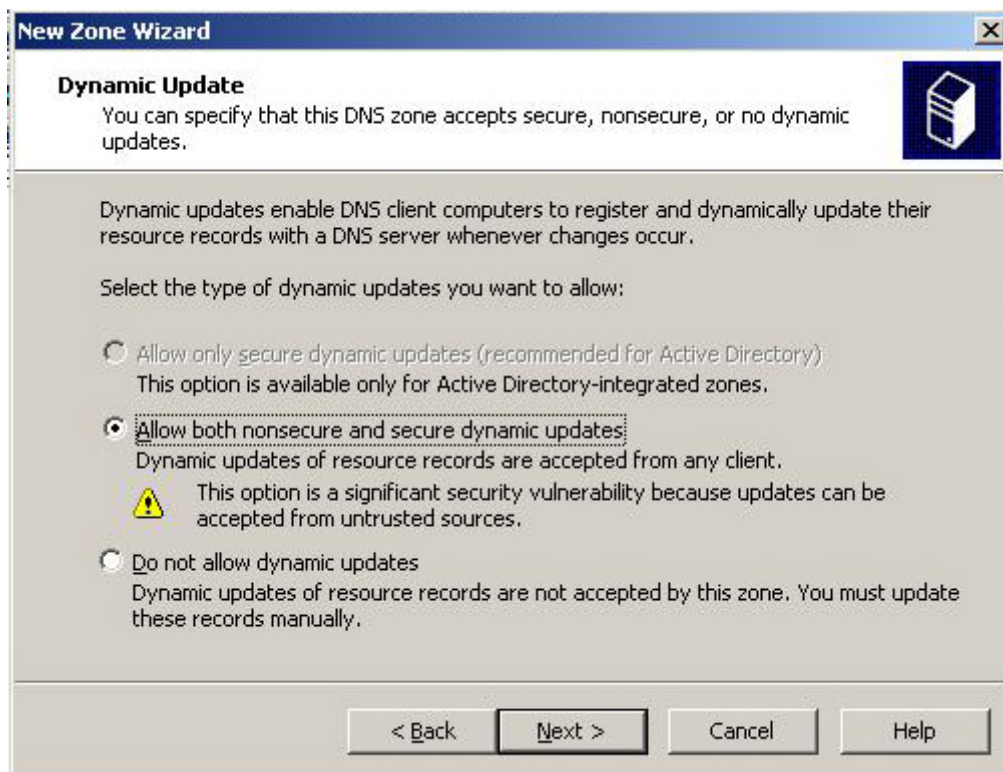 New Zone Wizard
Dynamic Update
You can specify that this DNS zone accepts secure, nonsecure, or no dynamic
updates.
Dynamic updates enable DNS client computers to register and dynamically update their
resource records with a DNS server whenever changes occur.
Select the type of dynamic updates you want to allow:
Allow only secure dynamic updates (recommended for Active Directory)
This option is available only for Active Directory-integrated zones.
Allow both nonsecure and secure dynamic updates
Dynamic updates of resource records are accepted from any client.
This option is a significant security vulnerability because updates can be
accepted from untrusted sources.
Do not allow dynamic updates
Dynamic updates of resource records are not accepted by this zone. You must update
these records manually.
< Back Next > Cancel Help